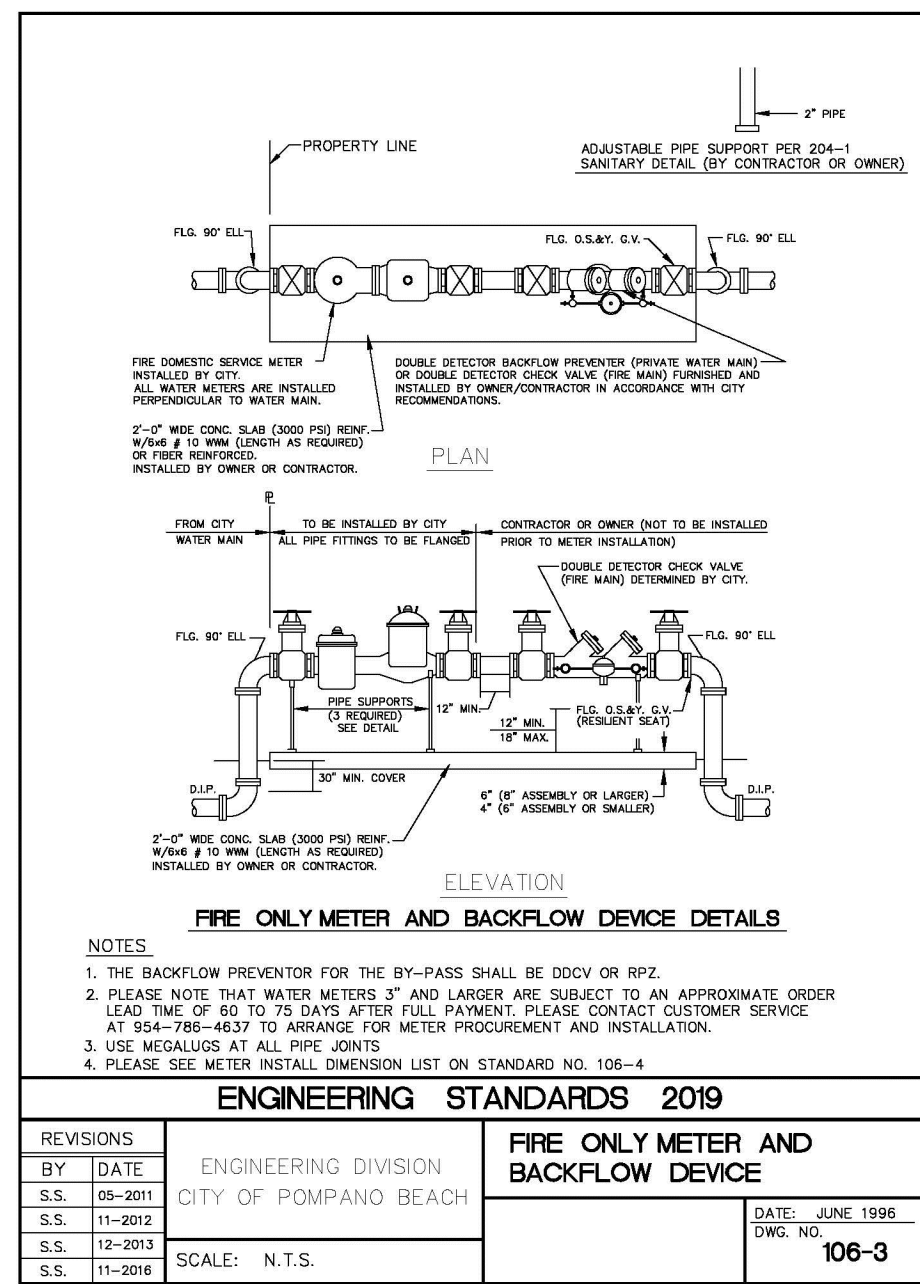 2" PIPE
ADJUSTABLE PIPE SUPPORT PER 204-1
SANITARY DETAIL (BY CONTRACTOR OR OWNER)
PROPERTY LINE
FLG. 90° ELL
FLG. O.S.&Y. G.V.
FLG. 90° ELL
FIRE DOMESTIC SERVICE METER
INSTALLED BY CITY.
ALL WATER METERS ARE INSTALLED
PERPENDICULAR TO WATER MAIN.
DOUBLE DETECTOR BACKFLOW PREVENTER (PRIVATE WATER MAIN)
OR DOUBLE DETECTOR CHECK VALVE (FIRE MAIN) FURNISHED AND
INSTALLED BY OWNER/CONTRACTOR IN ACCORDANCE WITH CITY
RECOMMENDATIONS.
2'-0" WIDE CONC. SLAB (3000 PSI) REINF.
W/6x6 # 10 WWM (LENGTH AS REQUIRED)
OR FIBER REINFORCED.
INSTALLED BY OWNER OR CONTRACTOR.
PLAN
PL
FROM CITY
WATER MAIN
TO BE INSTALLED BY CITY
ALL PIPE FITTINGS TO BE FLANGED
CONTRACTOR OR OWNER (NOT TO BE INSTALLED
PRIOR TO METER INSTALLATION)
DOUBLE DETECTOR CHECK VALVE
(FIRE MAIN) DETERMINED BY CITY.
FLG. 90° ELL
FLG. 90° ELL
PIPE SUPPORTS
(3 REQUIRED)
SEE DETAIL
12" MIN.
12" MIN.
18" MAX.
FLG. O.S.&Y. G.V.
(RESILIENT SEAT)
30" MIN. COVER
D.I.P.
D.I.P.
6" (8" ASSEMBLY OR LARGER)
4" (6" ASSEMBLY OR SMALLER)
2'-0" WIDE CONC. SLAB (3000 PSI) REINF.
W/6x6 # 10 WWM (LENGTH AS REQUIRED)
INSTALLED BY OWNER OR CONTRACTOR.
ELEVATION
FIRE ONLY METER AND BACKFLOW DEVICE DETAILS
NOTES
1. THE BACKFLOW PREVENTOR FOR THE BY-PASS SHALL BE DDCV OR RPZ.
2. PLEASE NOTE THAT WATER METERS 3" AND LARGER ARE SUBJECT TO AN APPROXIMATE ORDER
LEAD TIME OF 60 TO 75 DAYS AFTER FULL PAYMENT. PLEASE CONTACT CUSTOMER SERVICE
AT 954-786-4637 TO ARRANGE FOR METER PROCUREMENT AND INSTALLATION.
3. USE MEGALUGS AT ALL PIPE JOINTS
4. PLEASE SEE METER INSTALL DIMENSION LIST ON STANDARD NO. 106-4
ENGINEERING STANDARDS 2019
REVISIONS
BY DATE
S.S. 05-2011
S.S. 11-2012
S.S. 12-2013
S.S. 11-2016
ENGINEERING DIVISION
CITY OF POMPANO BEACH
SCALE: N.T.S.
FIRE ONLY METER AND
BACKFLOW DEVICE
DATE: JUNE 1996
DWG. NO.
106-3